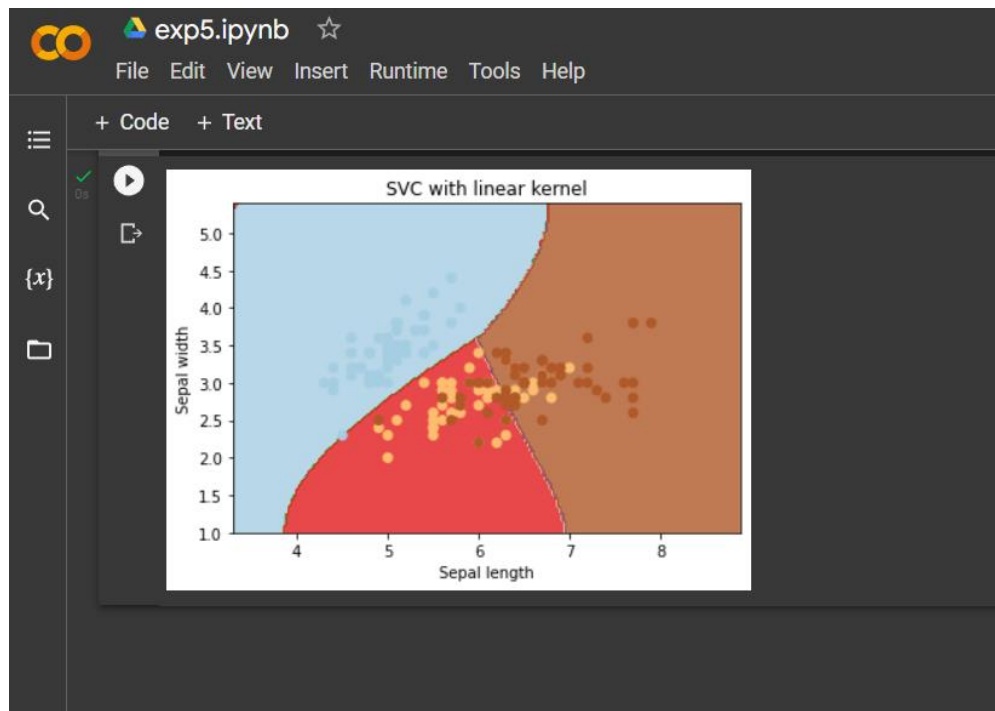 exp5.ipynb
File Edit View Insert Runtime Tools Help
+ Code + Text
0s
{x}
SVC with linear kernel
5.0
4.5
4.0
3.5
3.0
2.5
2.0
1.5
1.0
Sepal width
4 5 6 7 8
Sepal length